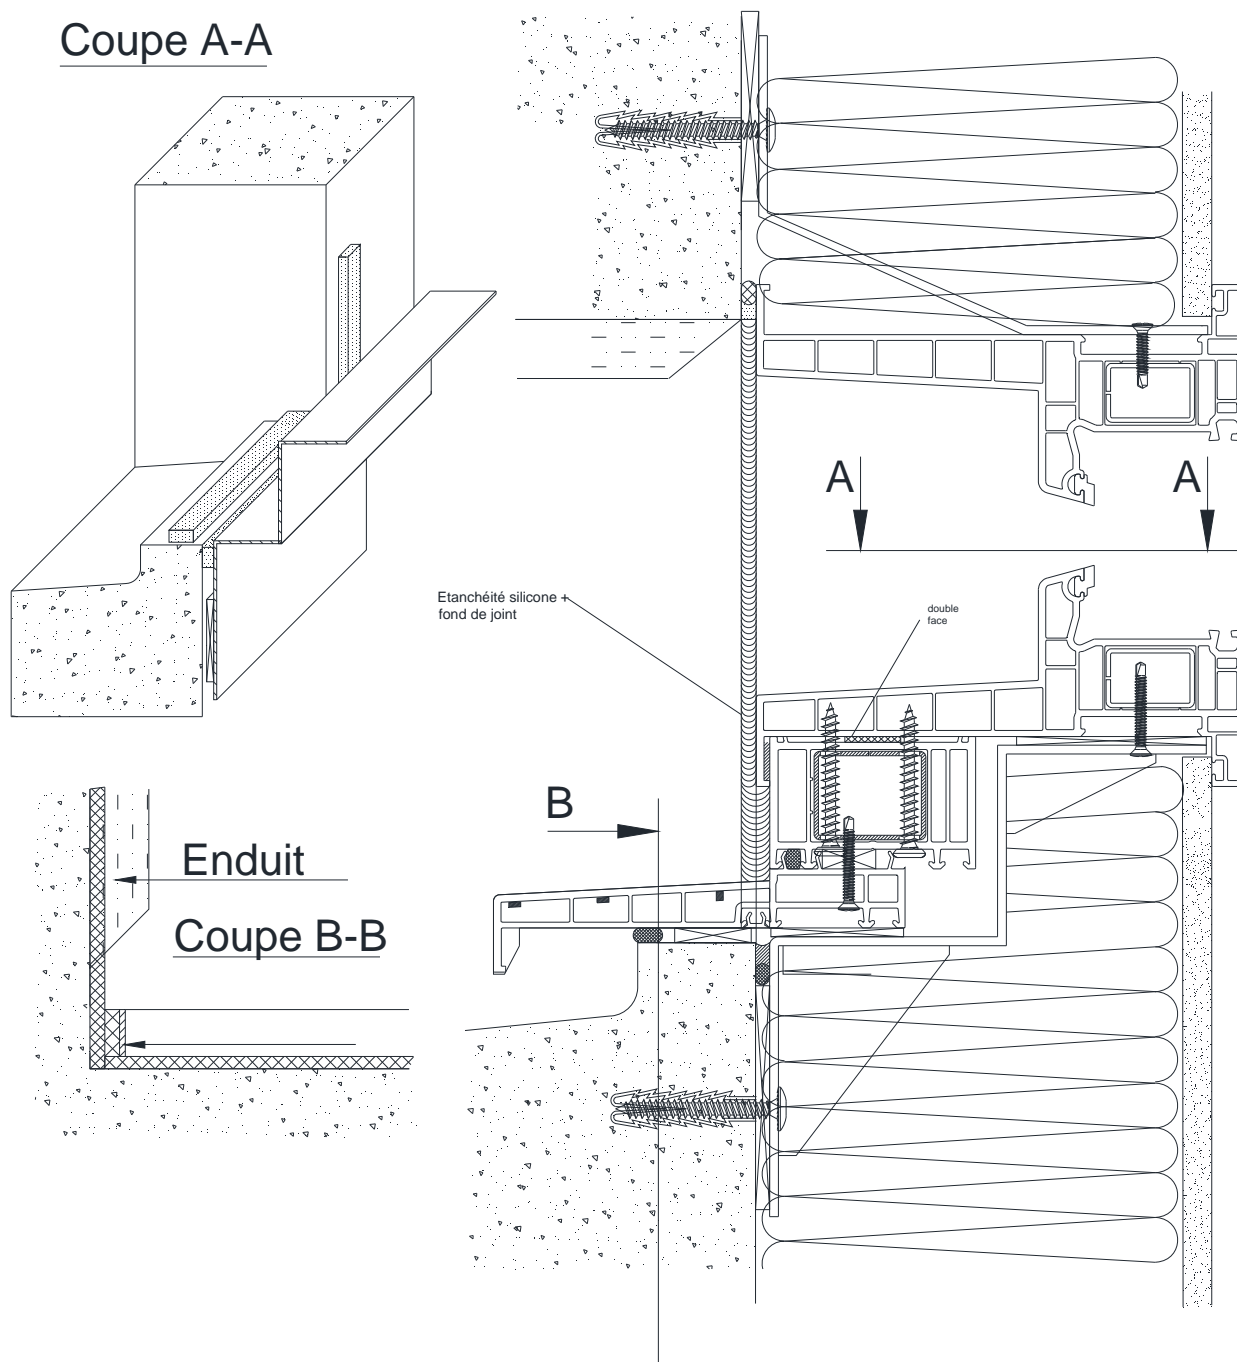 Coupe A-A
A
A
Etanchéité silicone +
fond de joint
double
face
B
Enduit
Coupe B-B